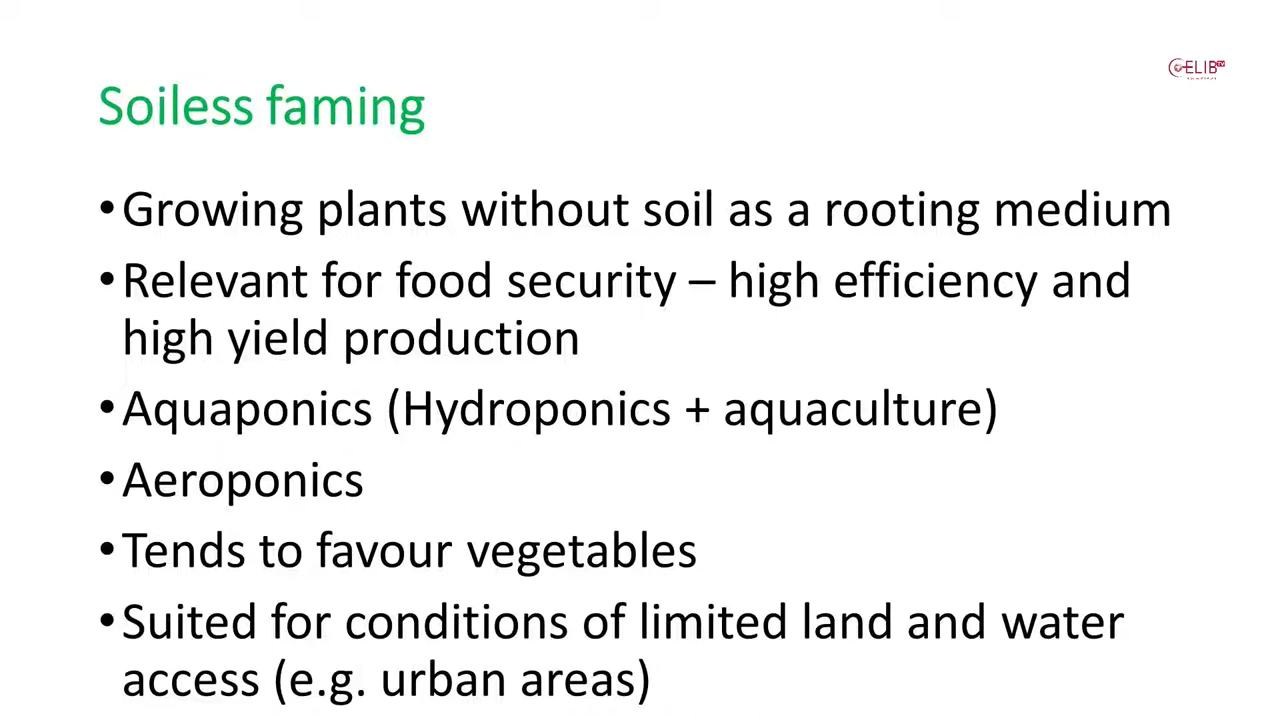 ELIB TV
Soiless faming
•Growing plants without soil as a rooting medium
•Relevant for food security – high efficiency and
high yield production
•Aquaponics (Hydroponics + aquaculture)
•Aeroponics
•Tends to favour vegetables
•Suited for conditions of limited land and water
access (e.g. urban areas)